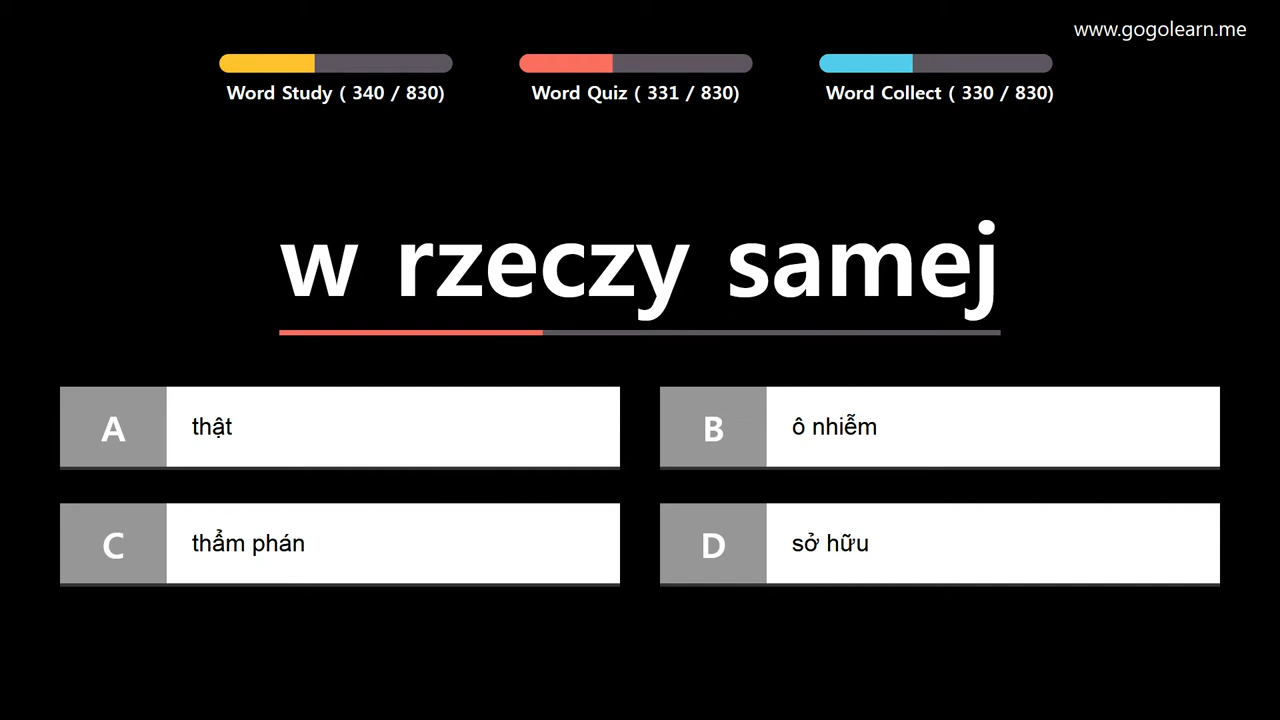 www.gogolearn.me
Word Study ( 340 / 830)
Word Quiz ( 331 / 830)
Word Collect ( 330 / 830)
w rzeczy samej
A thật
B ô nhiễm
C thẩm phán
D sở hữu